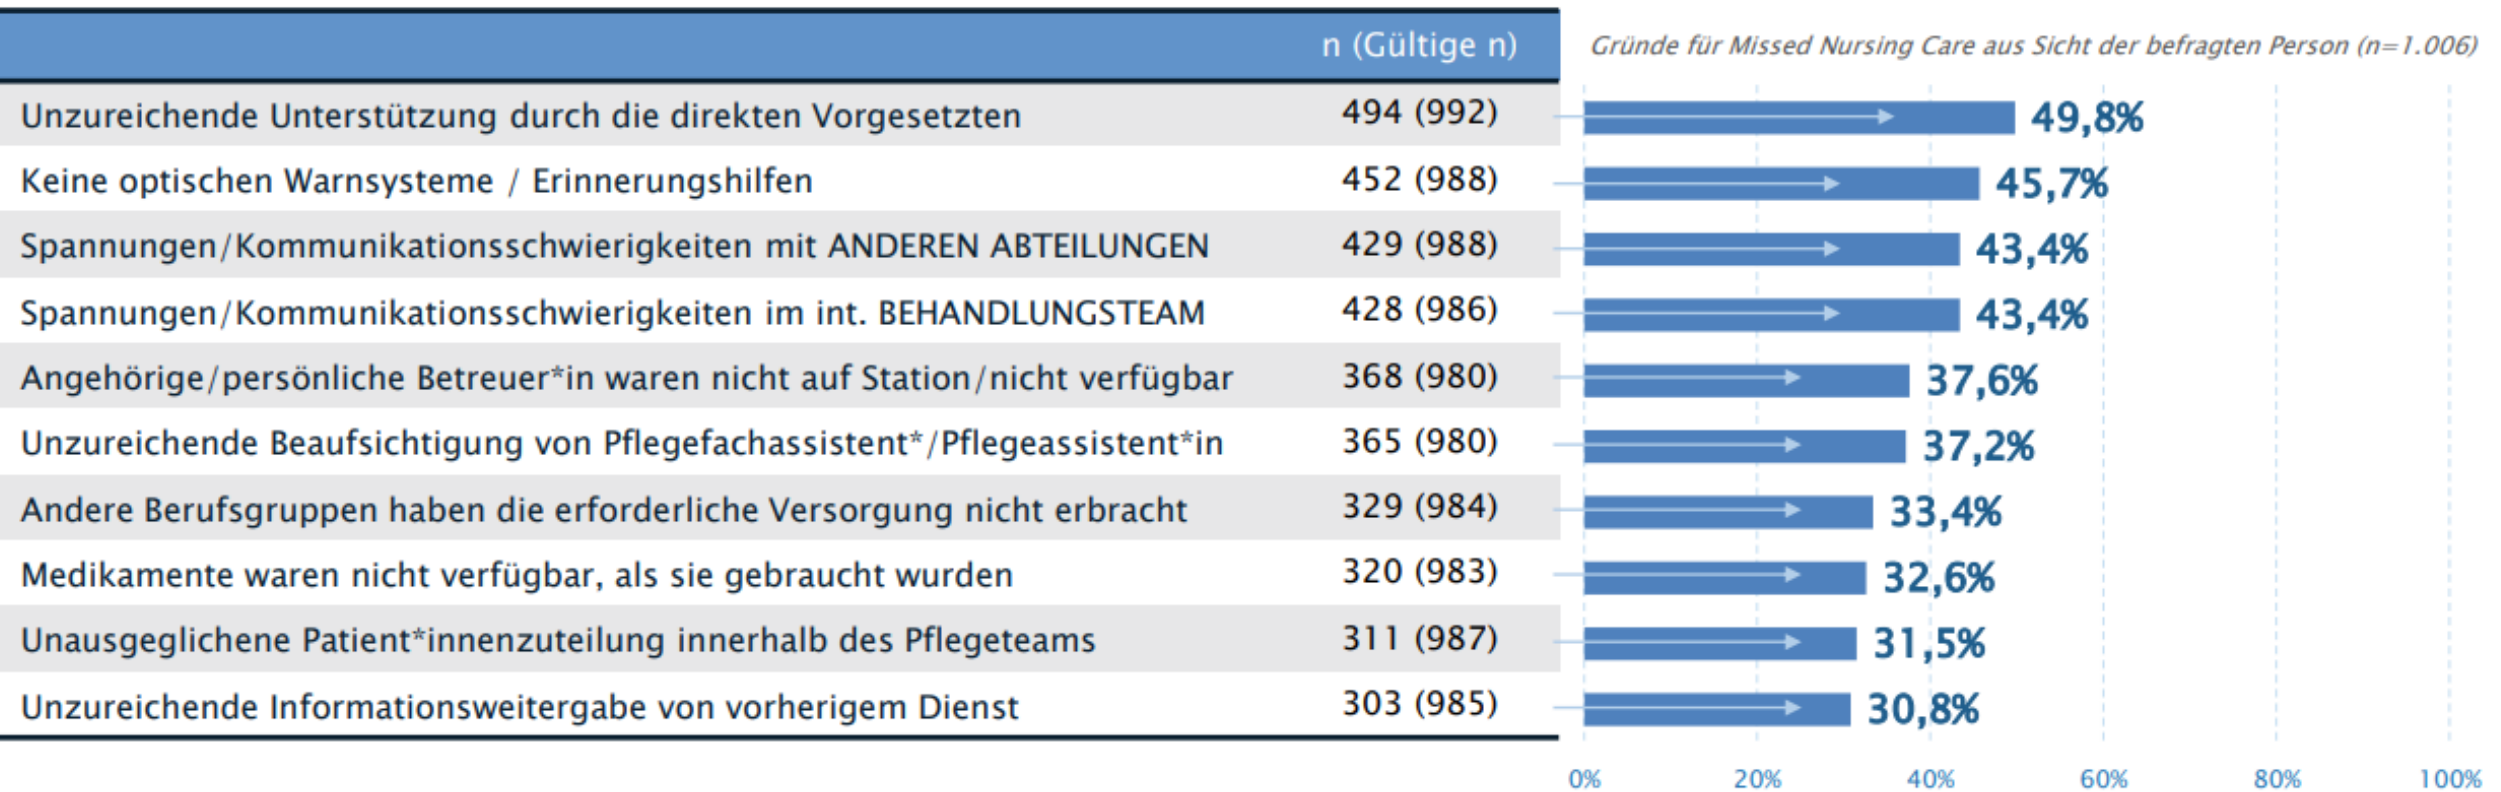 n (Gültige n)
Gründe für Missed Nursing Care aus Sicht der befragten Person (n=1.006)
Unzureichende Unterstützung durch die direkten Vorgesetzten 494 (992) 49,8%
Keine optischen Warnsysteme / Erinnerungshilfen 452 (988) 45,7%
Spannungen/Kommunikationsschwierigkeiten mit ANDEREN ABTEILUNGEN 429 (988) 43,4%
Spannungen/Kommunikationsschwierigkeiten im int. BEHANDLUNGSTEAM 428 (986) 43,4%
Angehörige/persönliche Betreuer*in waren nicht auf Station/nicht verfügbar 368 (980) 37,6%
Unzureichende Beaufsichtigung von Pflegefachassistent*/Pflegeassistent*in 365 (980) 37,2%
Andere Berufsgruppen haben die erforderliche Versorgung nicht erbracht 329 (984) 33,4%
Medikamente waren nicht verfügbar, als sie gebraucht wurden 320 (983) 32,6%
Unausgeglichene Patient*innenzuteilung innerhalb des Pflegeteams 311 (987) 31,5%
Unzureichende Informationsweitergabe von vorherigem Dienst 303 (985) 30,8%
0% 20% 40% 60% 80% 100%